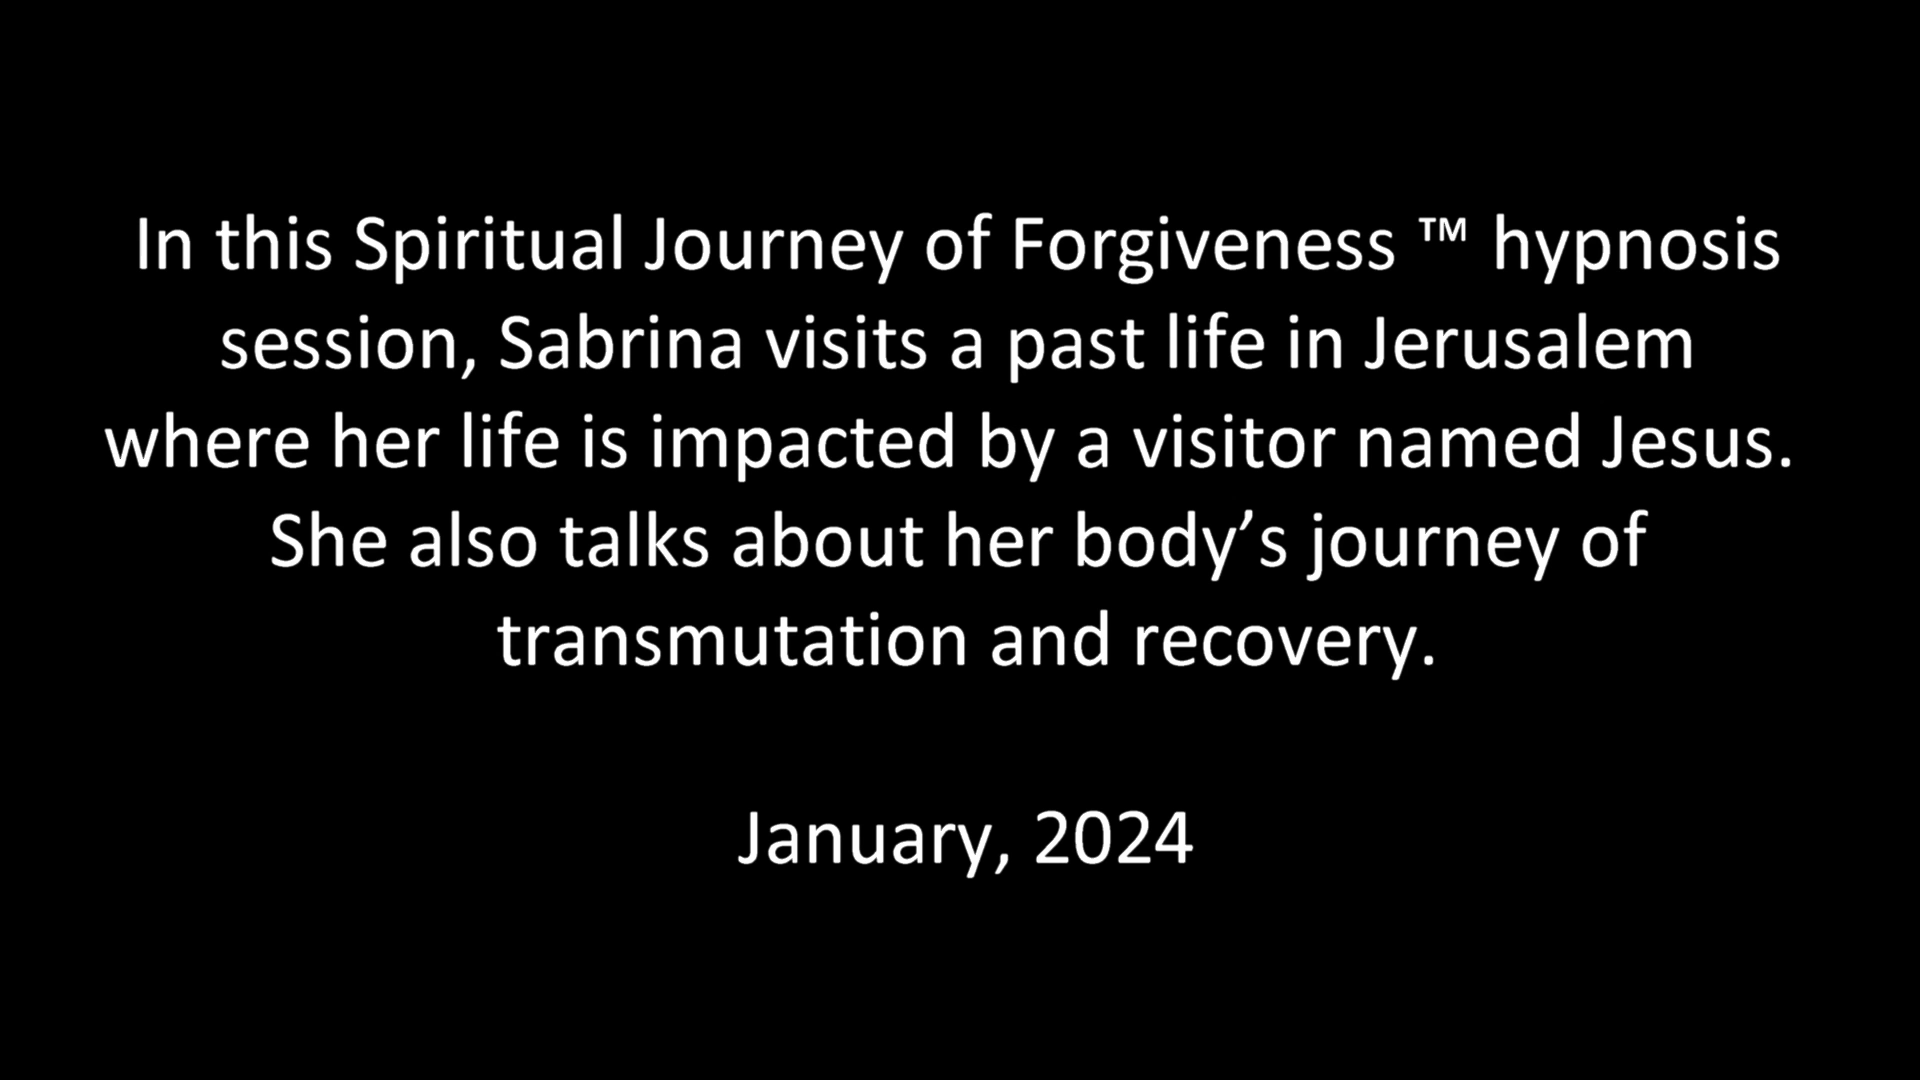 In this Spiritual Journey of Forgiveness ™ hypnosis
session, Sabrina visits a past life in Jerusalem
where her life is impacted by a visitor named Jesus.
She also talks about her body’s journey of
transmutation and recovery.
January, 2024